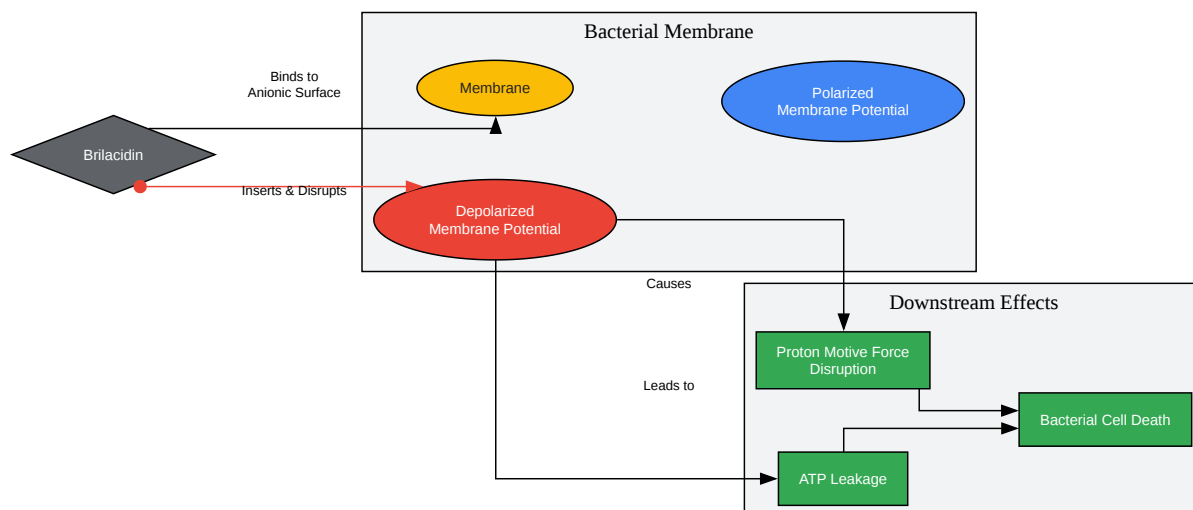 Bacterial Membrane
Binds to
Anionic Surface
Membrane
Polarized
Membrane Potential
Brilacidin
Inserts & Disrupts
Depolarized
Membrane Potential
Causes
Downstream Effects
Proton Motive Force
Disruption
Leads to
Bacterial Cell Death
ATP Leakage